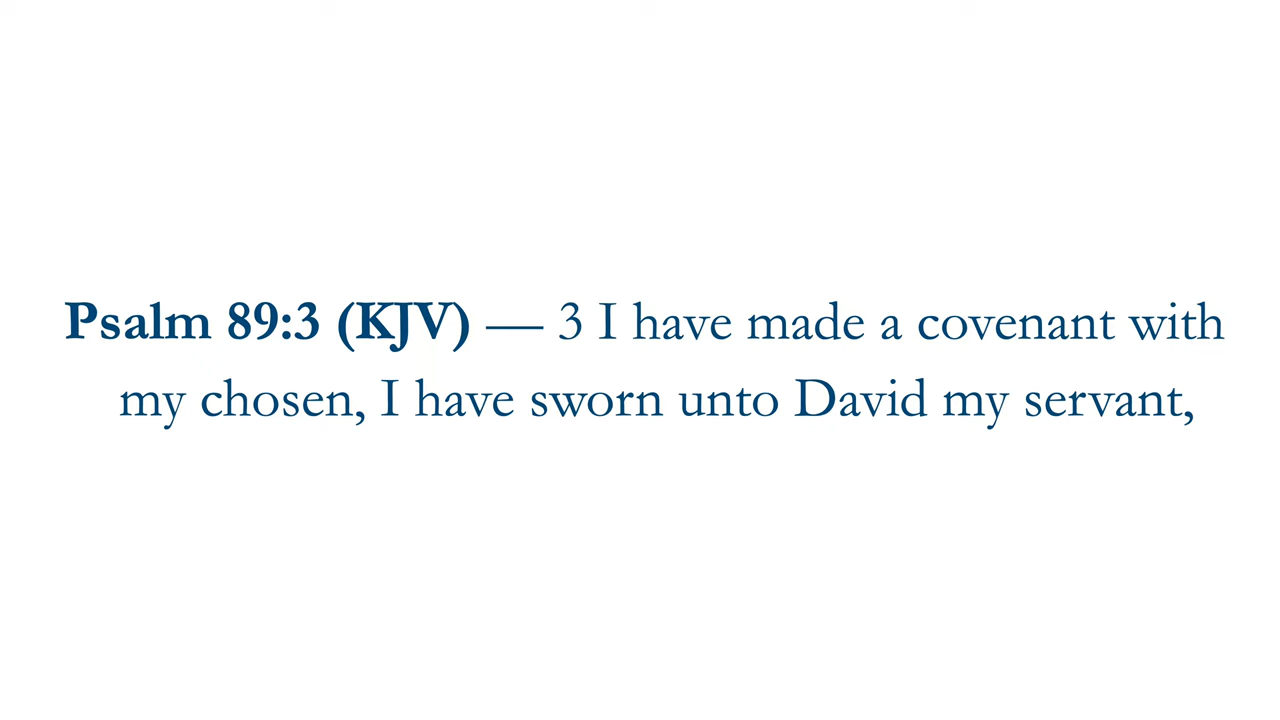 Psalm 89:3 (KJV) — 3 I have made a covenant with
my chosen, I have sworn unto David my servant,